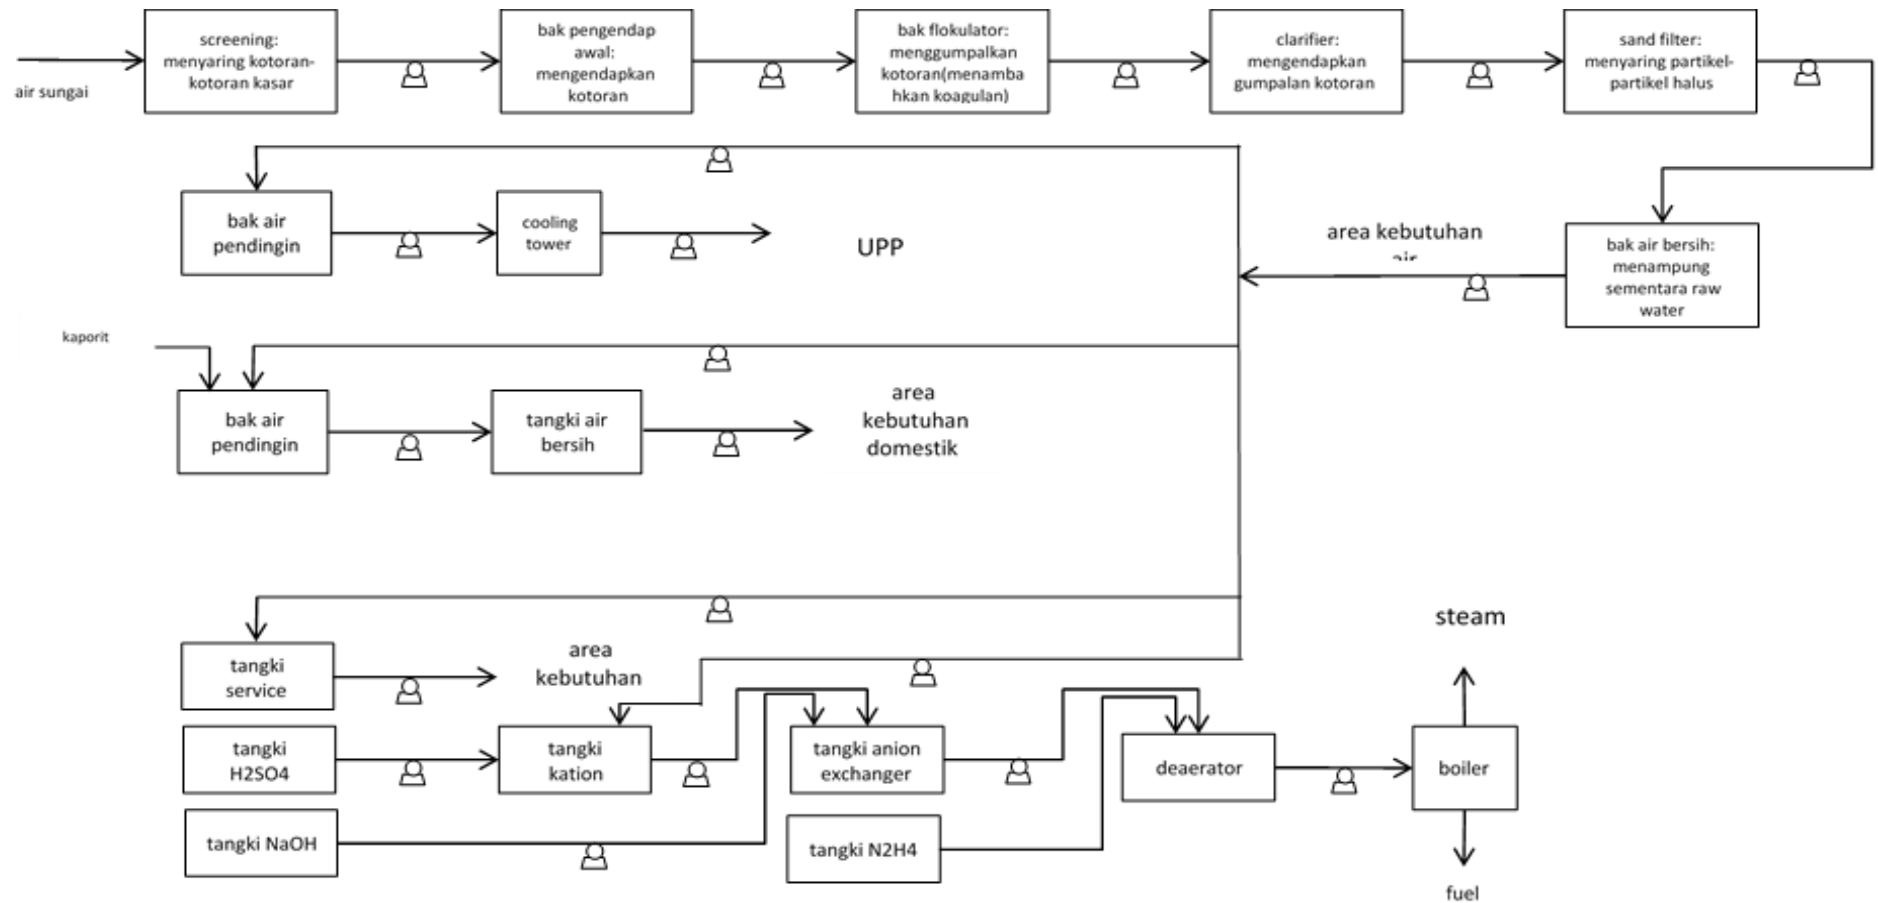 air sungai
screening:
menyaring kotoran-
kotoran kasar
bak pengendap
awal:
mengendapkan
kotoran
bak flokulator:
menggumpalkan
kotoran(menamba
hkan koagulan)
clarifier:
mengendapkan
gumpalan kotoran
sand filter:
menyaring partikel-
partikel halus
bak air
pendingin
cooling
tower
UPP
area kebutuhan
air
bak air bersih:
menampung
sementara raw
water
kaporit
bak air
pendingin
tangki air
bersih
area
kebutuhan
domestik
tangki
service
area
kebutuhan
steam
tangki
H2SO4
tangki
kation
tangki anion
exchanger
deaerator
boiler
tangki NaOH
tangki N2H4
fuel